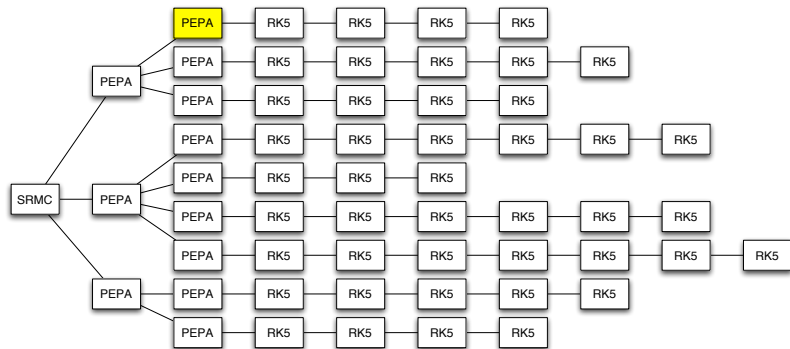 PEPA RK5 RK5 RK5 RK5
PEPA RK5 RK5 RK5 RK5 RK5
PEPA
PEPA RK5 RK5 RK5 RK5
PEPA RK5 RK5 RK5 RK5 RK5 RK5
PEPA RK5 RK5 RK5
SRMC PEPA
PEPA RK5 RK5 RK5 RK5 RK5 RK5
PEPA RK5 RK5 RK5 RK5 RK5 RK5 RK5
PEPA PEPA RK5 RK5 RK5 RK5 RK5
PEPA RK5 RK5 RK5 RK5